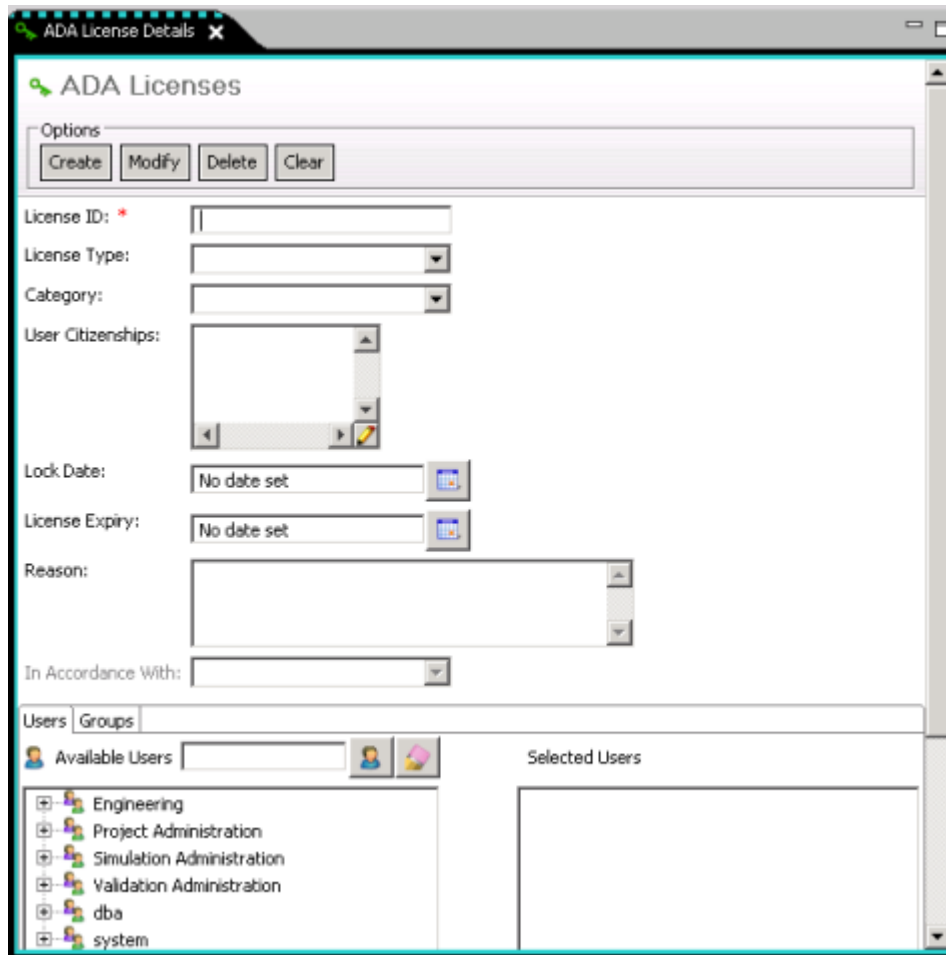 ADA License Details
ADA Licenses
Options
Create Modify Delete Clear
License ID: *
License Type:
Category:
User Citizenships:
Lock Date: No date set
License Expiry: No date set
Reason:
In Accordance With:
Users Groups
Available Users Selected Users
Engineering
Project Administration
Simulation Administration
Validation Administration
dba
system